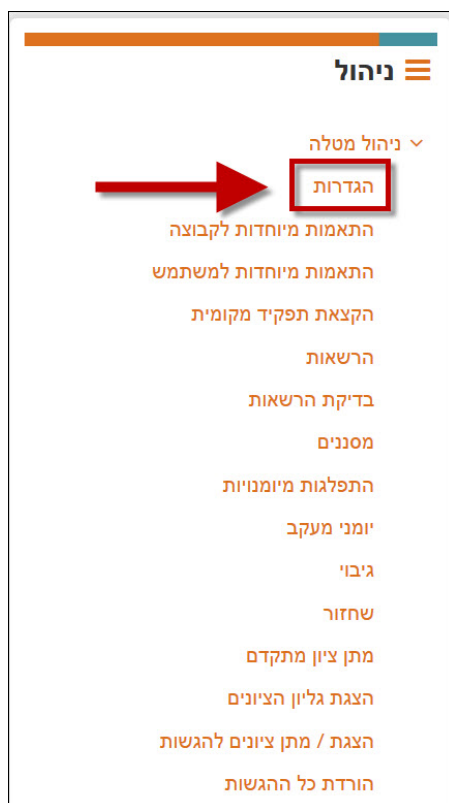 ניהול
ניהול מטלה
הגדרות
התאמות מיוחדות לקבוצה
התאמות מיוחדות למשתמש
הקצאת תפקיד מקומית
הרשאות
בדיקת הרשאות
מסננים
התפלגות מיומנויות
יומני מעקב
גיבוי
שחזור
מתן ציון מתקדם
הצגת גליון הציונים
הצגת / מתן ציונים להגשות
הורדת כל ההגשות